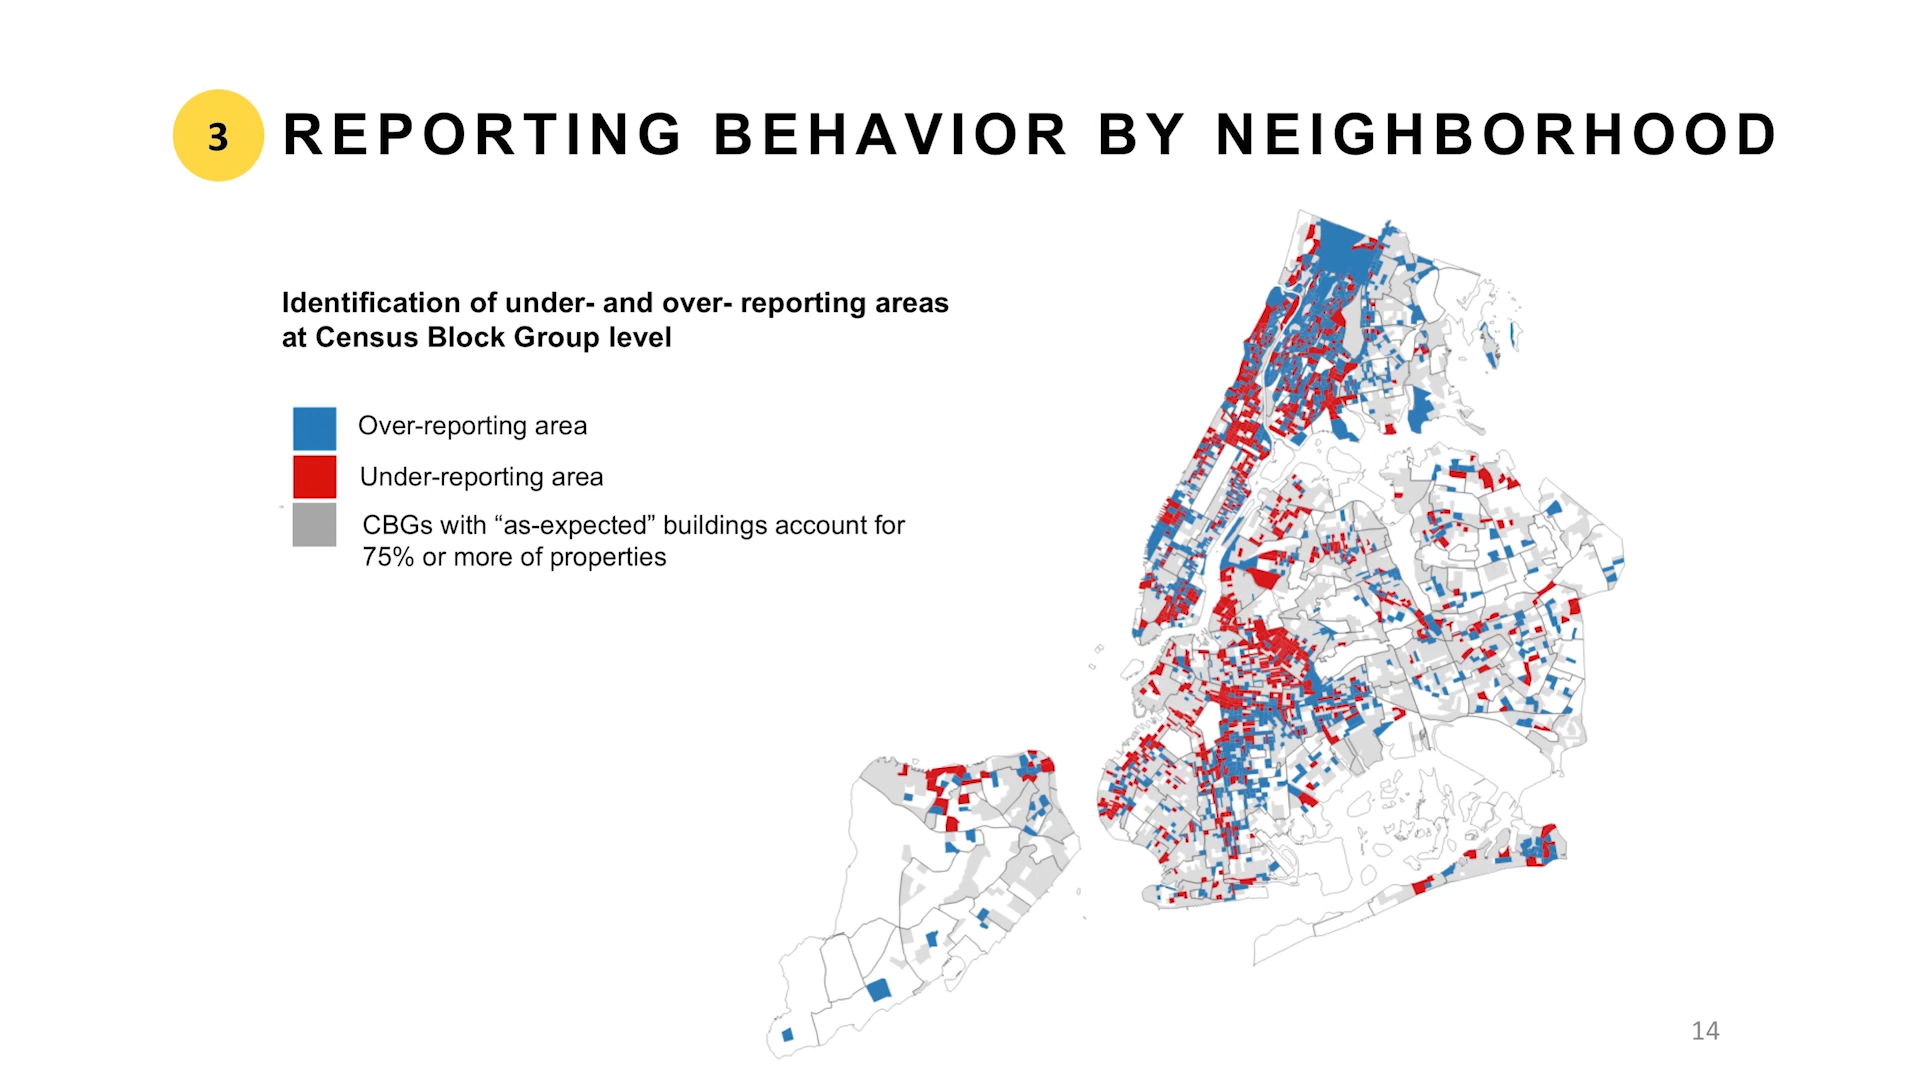 3 REPORTING BEHAVIOR BY NEIGHBORHOOD
Identification of under- and over- reporting areas
at Census Block Group level
Over-reporting area
Under-reporting area
CBGs with “as-expected” buildings account for
75% or more of properties
14